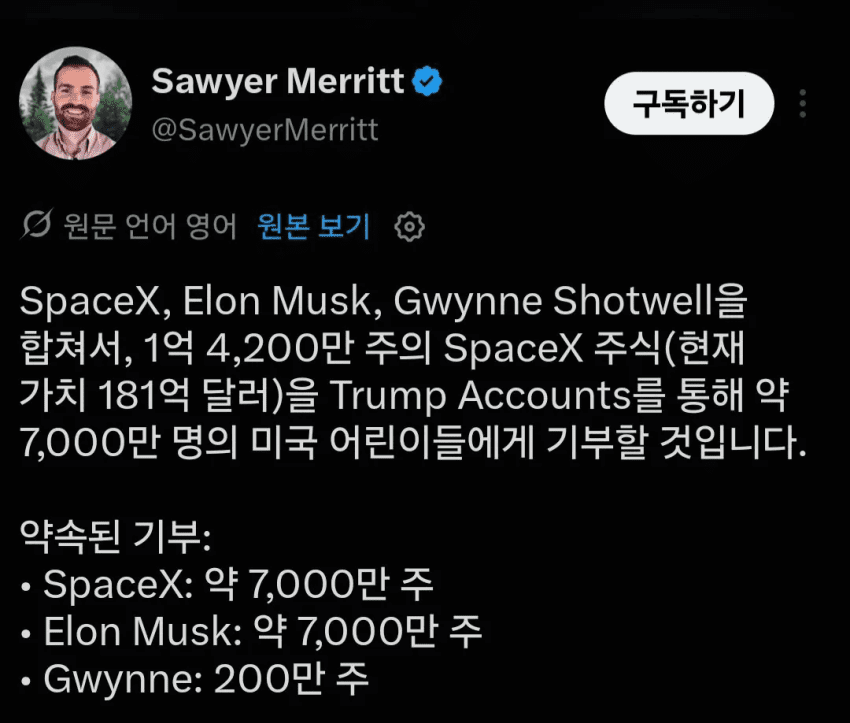 Sawyer Merritt
@SawyerMerritt
구독하기
원문 언어 영어 원본 보기
SpaceX, Elon Musk, Gwynne Shotwell을
합쳐서, 1억 4,200만 주의 SpaceX 주식(현재
가치 181억 달러)을 Trump Accounts를 통해 약
7,000만 명의 미국 어린이들에게 기부할 것입니다.
약속된 기부:
• SpaceX: 약 7,000만 주
• Elon Musk: 약 7,000만 주
• Gwynne: 200만 주